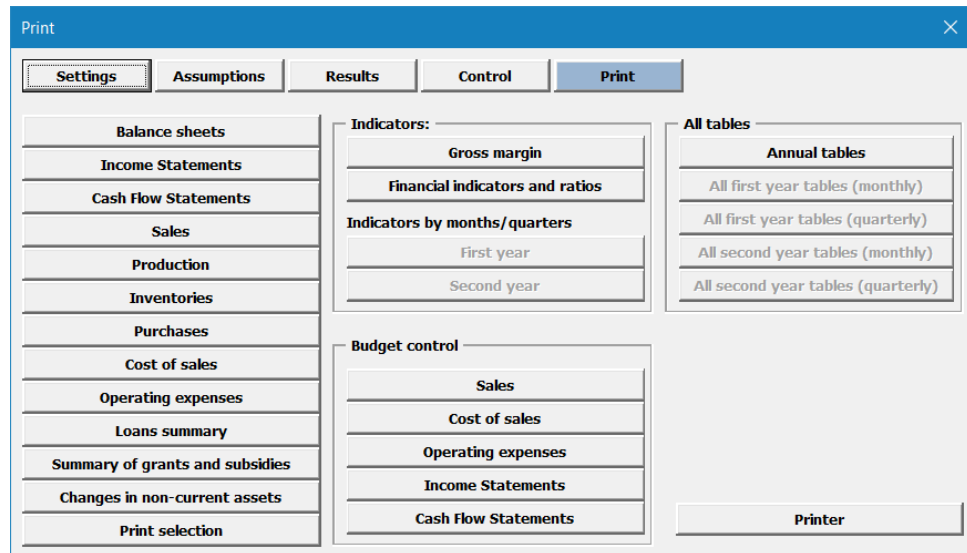 Print
Settings
Assumptions
Results
Control
Print
Balance sheets
Income Statements
Cash Flow Statements
Sales
Production
Inventories
Purchases
Cost of sales
Operating expenses
Loans summary
Summary of grants and subsidies
Changes in non-current assets
Print selection
Indicators:
Gross margin
Financial indicators and ratios
Indicators by months/quarters
First year
Second year
Budget control
Sales
Cost of sales
Operating expenses
Income Statements
Cash Flow Statements
All tables
Annual tables
All first year tables (monthly)
All first year tables (quarterly)
All second year tables (monthly)
All second year tables (quarterly)
Printer